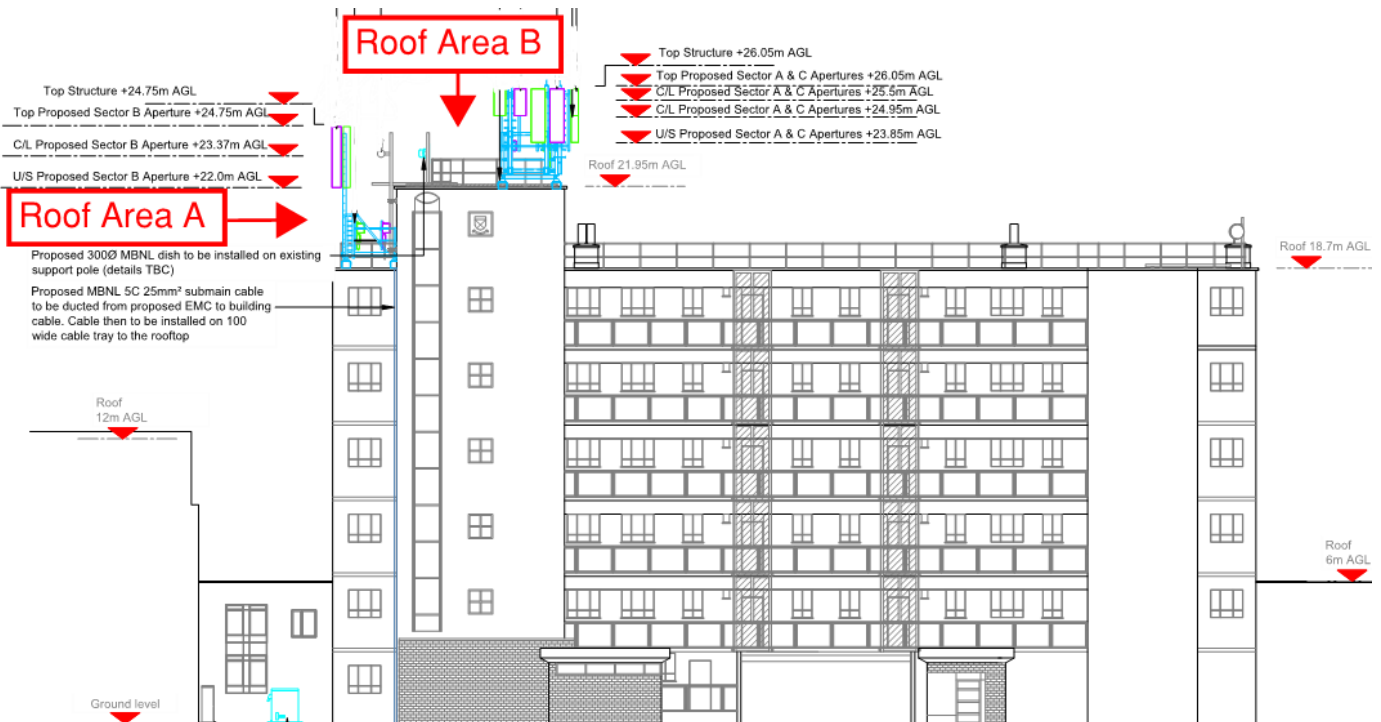 Roof Area B
Top Structure +26.05m AGL
Top Proposed Sector A & C Apertures +26.05m AGL
C/L Proposed Sector A & C Apertures +25.5m AGL
C/L Proposed Sector A & C Apertures +24.95m AGL
U/S Proposed Sector A & C Apertures +23.85m AGL
Top Structure +24.75m AGL
Top Proposed Sector B Aperture +24.75m AGL
C/L Proposed Sector B Aperture +23.37m AGL
U/S Proposed Sector B Aperture +22.0m AGL
Roof 21.95m AGL
Roof Area A
Proposed 300Ø MBNL dish to be installed on existing
support pole (details TBC)
Roof 18.7m AGL
Proposed MBNL 5C 25mm² submain cable
to be ducted from proposed EMC to building
cable. Cable then to be installed on 100
wide cable tray to the rooftop
Roof
12m AGL
Roof
6m AGL
Ground level